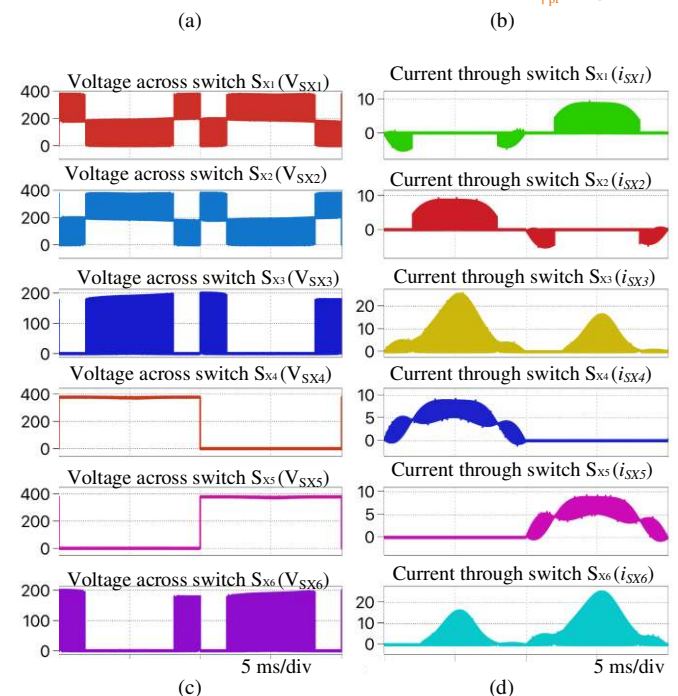 (a)
(b)
Voltage across switch SX1 (VSX1)
400
200
0
Voltage across switch SX2 (VSX2)
400
200
0
Voltage across switch SX3 (VSX3)
200
100
0
Voltage across switch SX4 (VSX4)
400
200
0
Voltage across switch SX5 (VSX5)
400
200
0
Voltage across switch SX6 (VSX6)
200
100
0
5 ms/div
(c)
Current through switch SX1 (iSX1)
10
0
Current through switch SX2 (iSX2)
10
0
Current through switch SX3 (iSX3)
20
10
0
Current through switch SX4 (iSX4)
10
5
0
Current through switch SX5 (iSX5)
10
5
0
Current through switch SX6 (iSX6)
20
10
0
5 ms/div
(d)